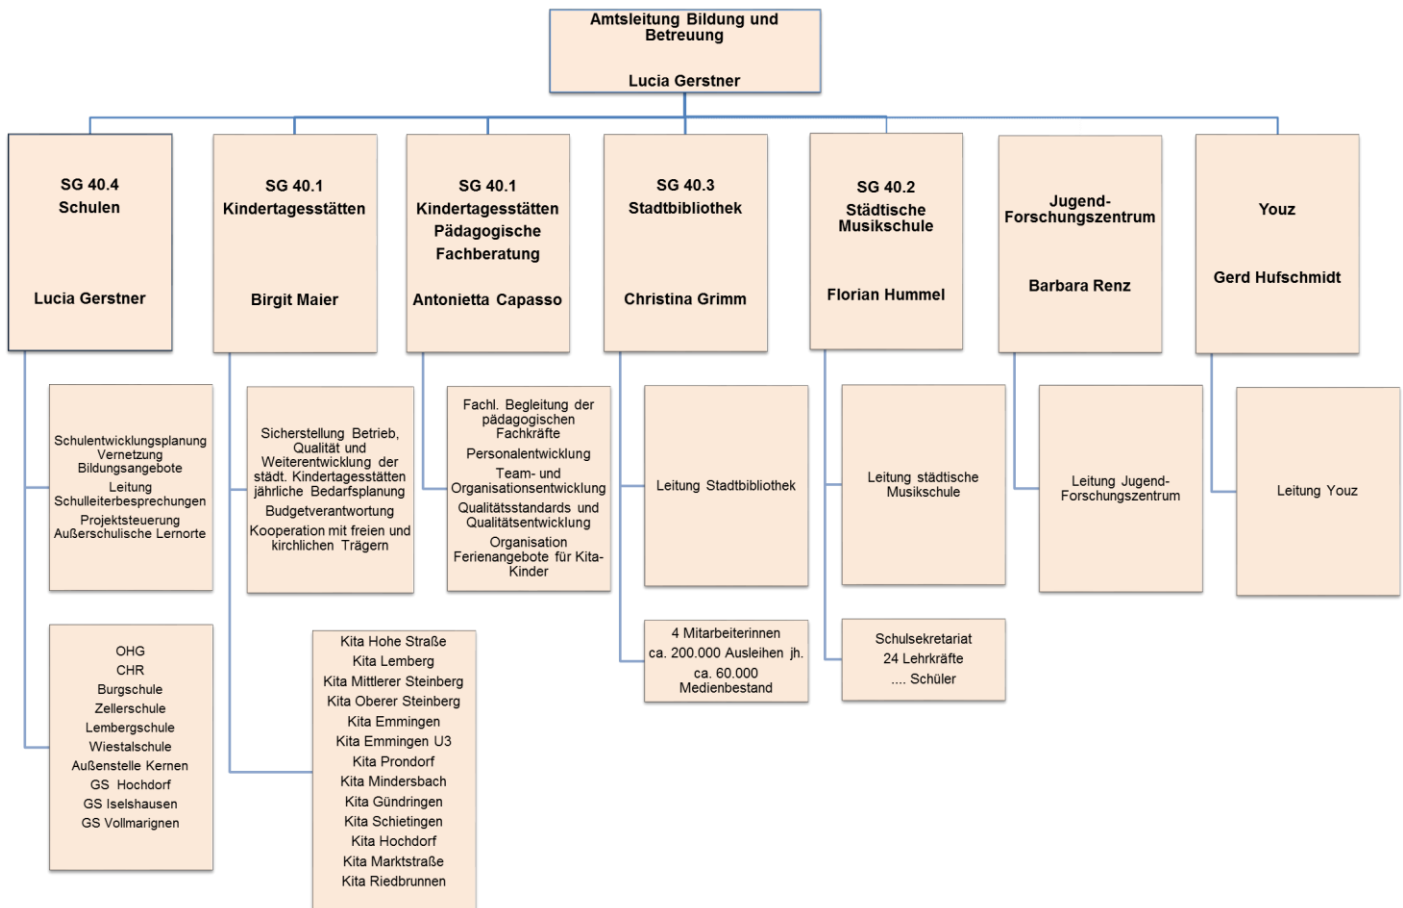 Amtsleitung Bildung und
Betreuung
Lucia Gerstner
SG 40.4
Schulen
Lucia Gerstner
SG 40.1
Kindertagesstätten
Birgit Maier
SG 40.1
Kindertagesstätten
Pädagogische
Fachberatung
Antonietta Capasso
SG 40.3
Stadtbibliothek
Christina Grimm
SG 40.2
Städtische
Musikschule
Florian Hummel
Jugend-
Forschungszentrum
Barbara Renz
Youz
Gerd Hufschmidt
Schulentwicklungsplanung
Vernetzung
Bildungsangebote
Leitung
Schulleiterbesprechungen
Projektsteuerung
Außerschulische Lernorte
Sicherstellung Betrieb,
Qualität und
Weiterentwicklung der
städt. Kindertagesstätten
jährliche Bedarfsplanung
Budgetverantwortung
Kooperation mit freien und
kirchlichen Trägern
Fachl. Begleitung der
pädagogischen
Fachkräfte
Personalentwicklung
Team- und
Organisationsentwicklung
Qualitätsstandards und
Qualitätsentwicklung
Organisation
Ferienangebote für Kita-
Kinder
Leitung Stadtbibliothek
Leitung städtische
Musikschule
Leitung Jugend-
Forschungszentrum
Leitung Youz
OHG
CHR
Burgschule
Zellerschule
Lembergschule
Wiestalschule
Außenstelle Kernen
GS Hochdorf
GS Iselshausen
GS Vollmarignen
Kita Hohe Straße
Kita Lemberg
Kita Mittlerer Steinberg
Kita Oberer Steinberg
Kita Emmingen
Kita Emmingen U3
Kita Prondorf
Kita Mindersbach
Kita Gündringen
Kita Schietingen
Kita Hochdorf
Kita Marktstraße
Kita Riedbrunnen
4 Mitarbeiterinnen
ca. 200.000 Ausleihen jh.
ca. 60.000
Medienbestand
Schulsekretariat
24 Lehrkräfte
.... Schüler